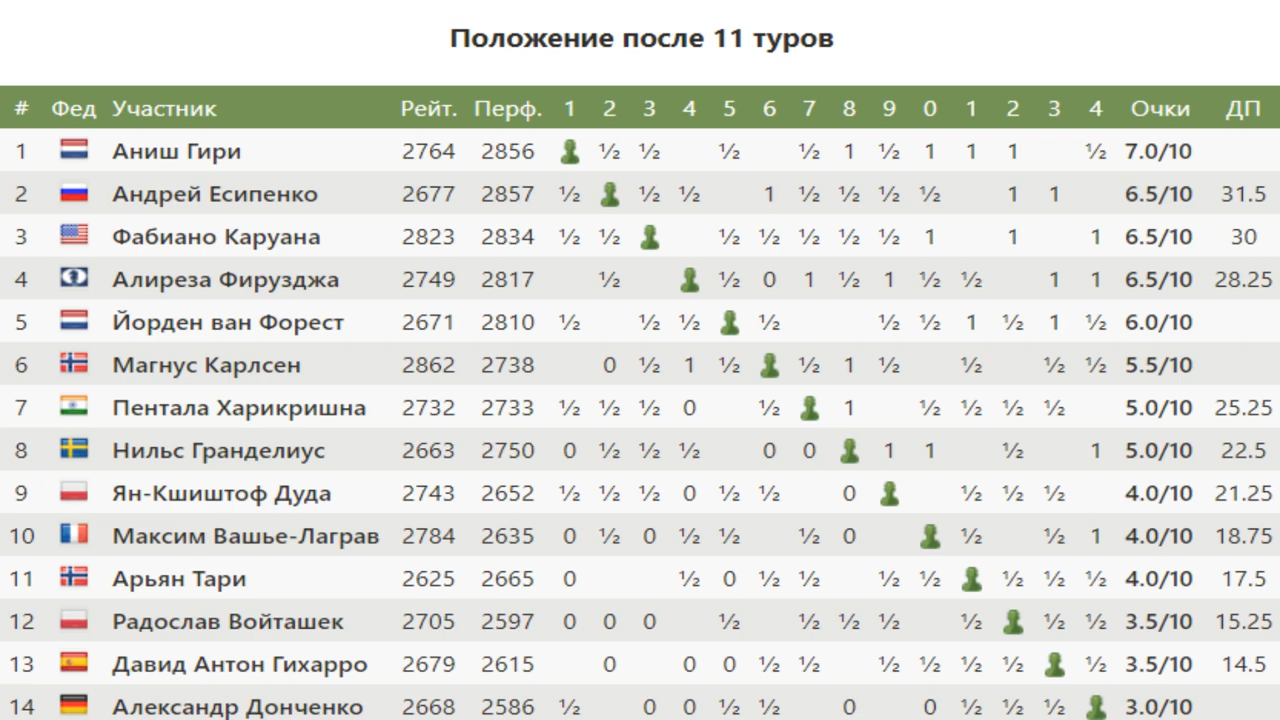 Положение после 11 туров
# Фед Участник Рейт. Перф. 1 2 3 4 5 6 7 8 9 0 1 2 3 4 Очки ДП
1 Аниш Гири 2764 2856 ½ ½ ½ ½ 1 ½ 1 1 1 ½ 7.0/10
2 Андрей Есипенко 2677 2857 ½ ½ ½ 1 ½ ½ ½ ½ 1 1 6.5/10 31.5
3 Фабиано Каруана 2823 2834 ½ ½ ½ ½ ½ ½ ½ 1 1 1 6.5/10 30
4 Алиреза Фирузджа 2749 2817 ½ ½ 0 1 ½ 1 ½ ½ 1 1 6.5/10 28.25
5 Йорден ван Форест 2671 2810 ½ ½ ½ ½ ½ ½ 1 ½ 1 ½ 6.0/10
6 Магнус Карлсен 2862 2738 0 ½ 1 ½ ½ 1 ½ ½ ½ ½ 5.5/10
7 Пентала Харикришна 2732 2733 ½ ½ ½ 0 ½ 1 ½ ½ ½ ½ 5.0/10 25.25
8 Нильс Гранделиус 2663 2750 0 ½ ½ ½ 0 0 1 1 ½ 1 5.0/10 22.5
9 Ян-Кшиштоф Дуда 2743 2652 ½ ½ ½ 0 ½ ½ 0 ½ ½ ½ 4.0/10 21.25
10 Максим Вашье-Лаграв 2784 2635 0 ½ 0 ½ ½ ½ 0 ½ ½ 1 4.0/10 18.75
11 Арьян Тари 2625 2665 0 ½ 0 ½ ½ ½ ½ ½ ½ ½ 4.0/10 17.5
12 Радослав Войташек 2705 2597 0 0 0 ½ ½ ½ ½ ½ ½ ½ 3.5/10 15.25
13 Давид Антон Гихарро 2679 2615 0 0 0 ½ ½ ½ ½ ½ ½ ½ 3.5/10 14.5
14 Александр Донченко 2668 2586 ½ 0 0 ½ ½ 0 0 ½ ½ ½ 3.0/10